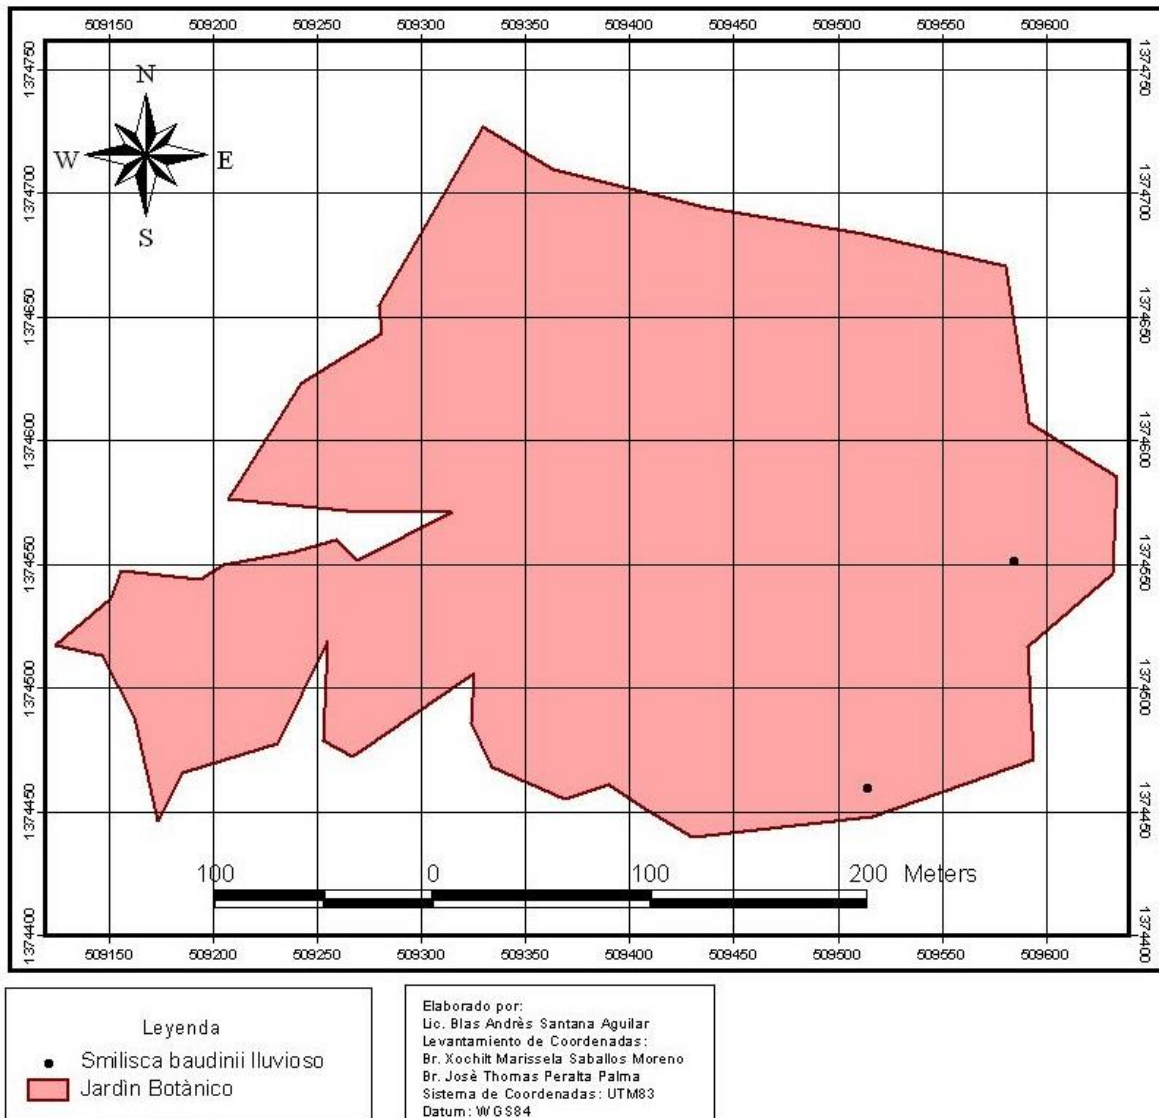 509150 509200 509250 509300 509350 509400 509450 509500 509550 509600
1374750 1374750
N
W E
S
1374700 1374700
1374650 1374650
1374600 1374600
1374550 1374550
1374500 1374500
1374450 1374450
100 0 100 200 Meters
1374400 1374400
509150 509200 509250 509300 509350 509400 509450 509500 509550 509600
Leyenda
Smilisca baudinii lluvioso
Jardìn Botànico
Elaborado por:
Lic. Blas Andrès Santana Aguilar
Levantamiento de Coordenadas:
Br. Xochilt Marissela Saballos Moreno
Br. Josè Thomas Peralta Palma
Sistema de Coordenadas: UTM83
Datum: WGS84